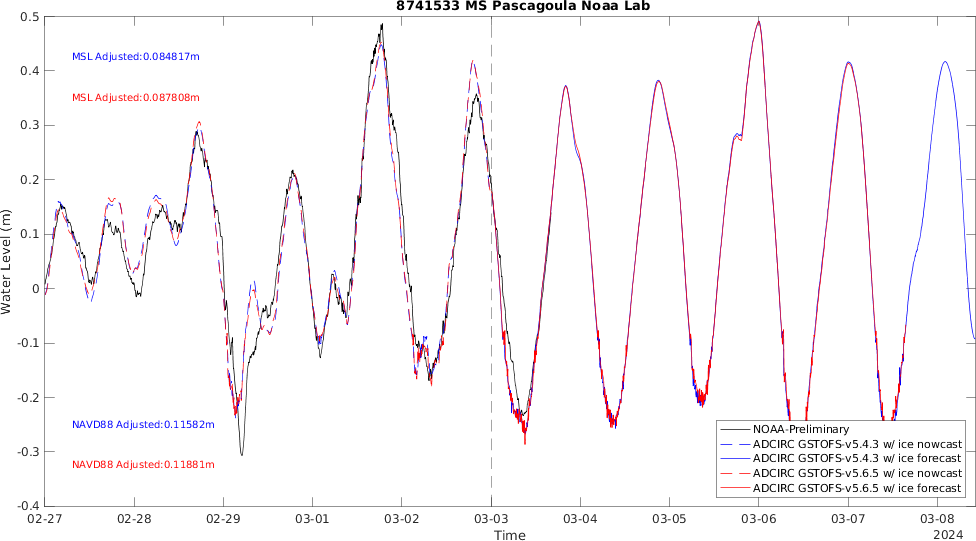 8741533 MS Pascagoula Noaa Lab
0.5
0.4
0.3
0.2
0.1
0
-0.1
-0.2
-0.3
-0.4
Water Level (m)
MSL Adjusted:0.084817m
MSL Adjusted:0.087808m
NAVD88 Adjusted:0.11582m
NAVD88 Adjusted:0.11881m
NOAA-Preliminary
ADCIRC GSTOFS-v5.4.3 w/ ice nowcast
ADCIRC GSTOFS-v5.4.3 w/ ice forecast
ADCIRC GSTOFS-v5.6.5 w/ ice nowcast
ADCIRC GSTOFS-v5.6.5 w/ ice forecast
02-27 02-28 02-29 03-01 03-02 03-03 03-04 03-05 03-06 03-07 03-08
Time
2024